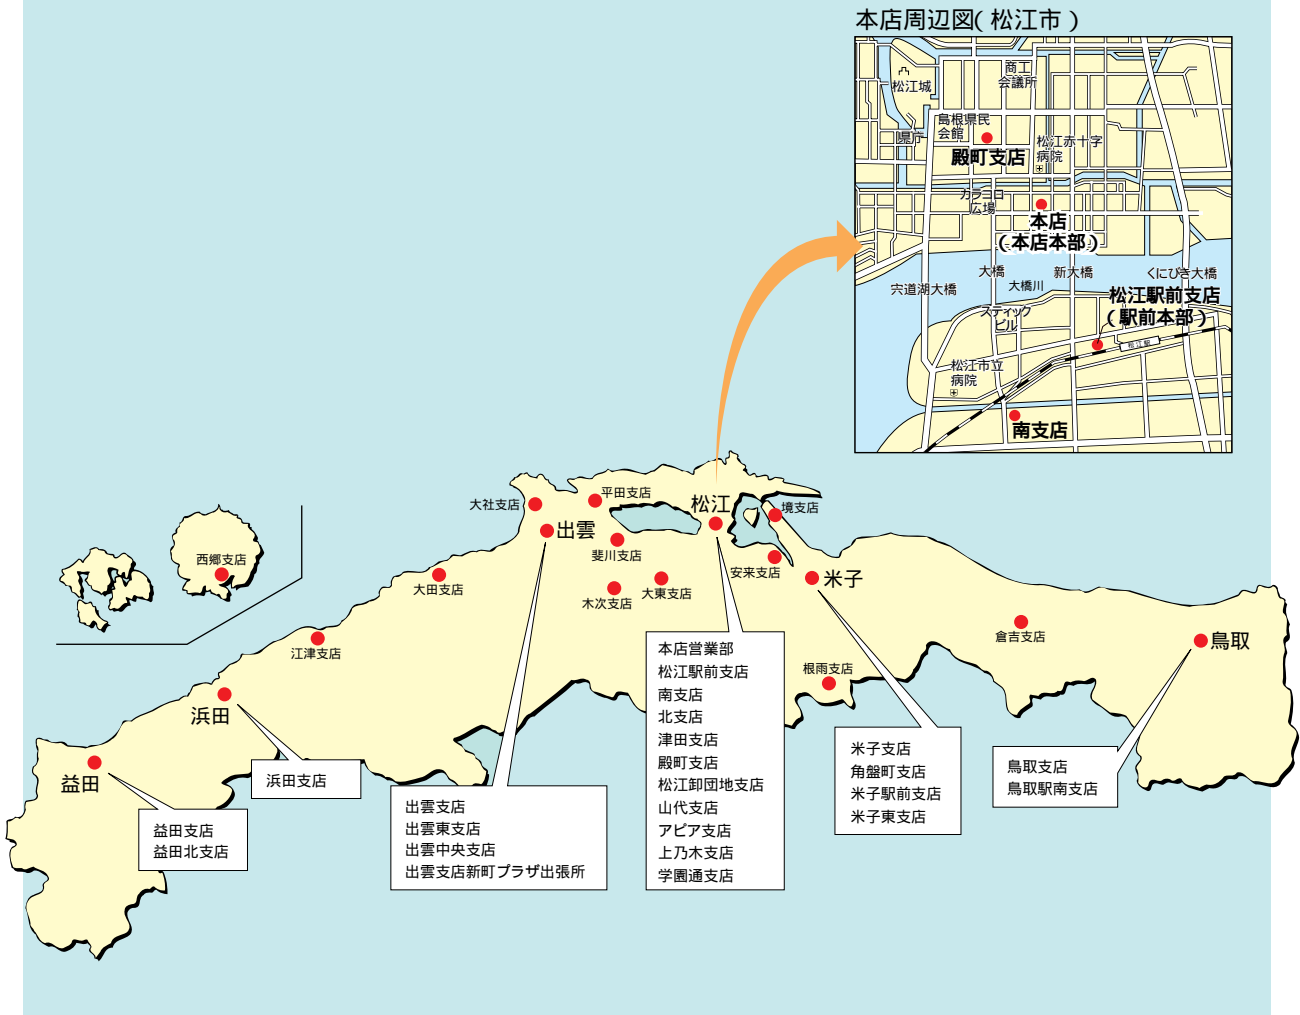 本店周辺図(松江市)
松江城
商工
会議所
県庁
島根県民
会館
殿町支店
松江赤十字
病院
カラコロ
広場
本店
(本店本部)
大橋
新大橋
くにびき大橋
宍道湖大橋
大橋川
松江駅前支店
(駅前本部)
スティック
ビル
松江駅
松江市立
病院
南支店
西郷支店
大社支店
平田支店
松江
境支店
出雲
斐川支店
安来支店
米子
大田支店
木次支店
大東支店
江津支店
倉吉支店
鳥取
根雨支店
浜田
益田
本店営業部
松江駅前支店
南支店
北支店
津田支店
殿町支店
松江卸団地支店
山代支店
アピア支店
上乃木支店
学園通支店
米子支店
角盤町支店
米子駅前支店
米子東支店
鳥取支店
鳥取駅南支店
浜田支店
出雲支店
出雲東支店
出雲中央支店
出雲支店新町プラザ出張所
益田支店
益田北支店